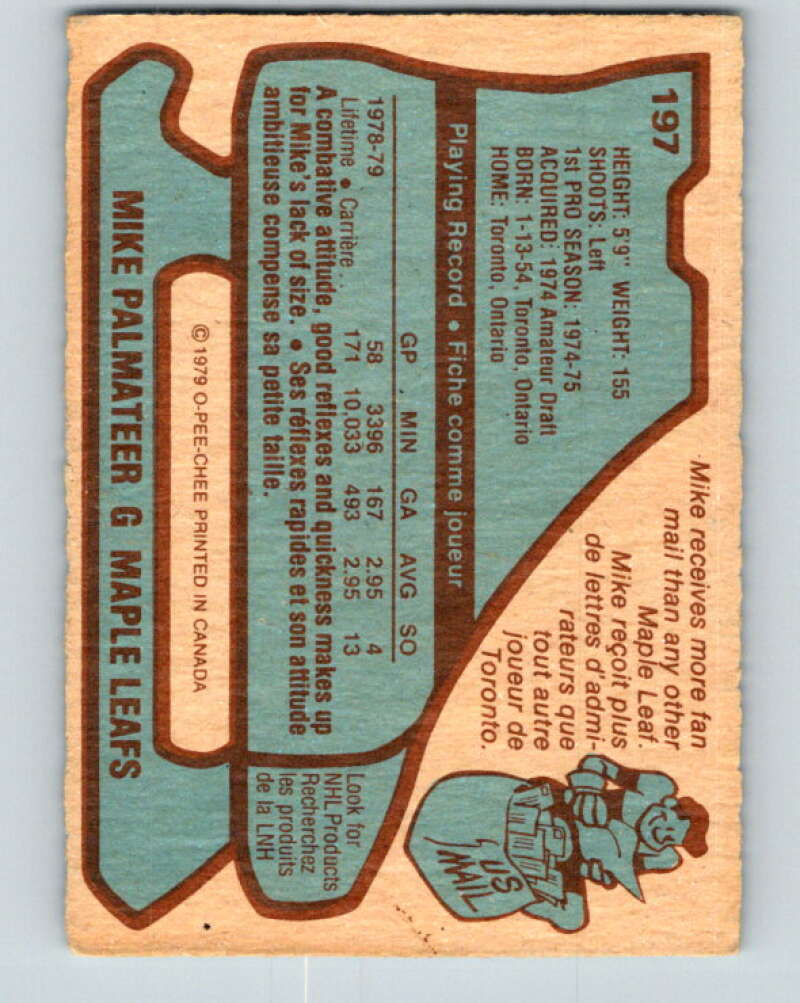 197
HEIGHT: 5'9" WEIGHT: 155
SHOOTS: Left
1st PRO SEASON: 1974-75
ACQUIRED: 1974 Amateur Draft
BORN: 1-13-54, Toronto, Ontario
HOME: Toronto, Ontario
Mike receives more fan
mail than any other
Maple Leaf.
Mike reçoit plus
de lettres d'admi-
rateurs que
tout autre
joueur de
Toronto.
US
MAIL
Playing Record • Fiche comme joueur
GP MIN GA AVG SO
1978-79 58 3396 167 2.95 4
Lifetime • Carrière 171 10,033 493 2.95 13
A combative attitude, good reflexes and quickness makes up
for Mike's lack of size. • Ses réflexes rapides et son attitude
ambitieuse compense sa petite taille.
Look for
NHL Products
Recherchez
les produits
de la LNH
© 1979 O-PEE-CHEE PRINTED IN CANADA
MIKE PALMATEER G MAPLE LEAFS